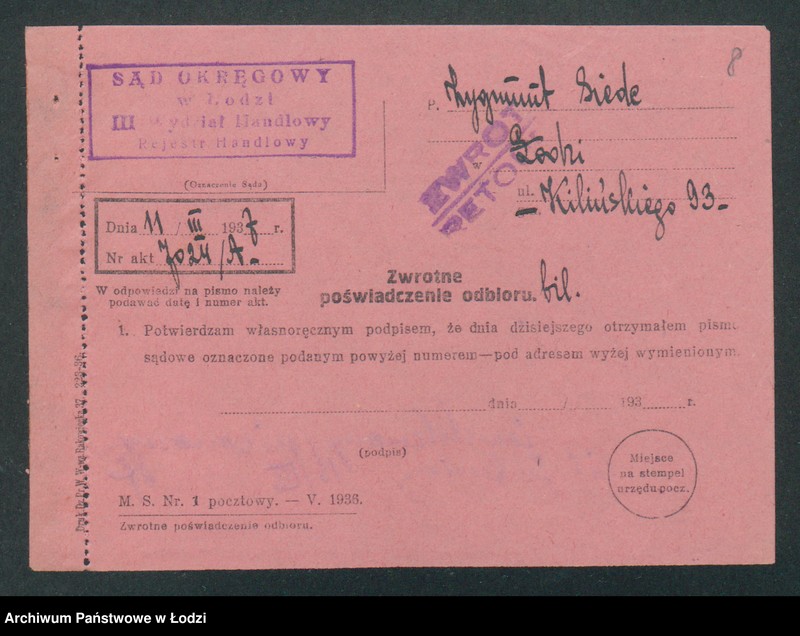 8
SĄD OKRĘGOWY
w Łodzi
III Wydział Handlowy
Rejestr Handlowy
(Oznaczenie Sądu)
P. Zygmunt Siede
w Łodzi
ul. Kilińskiego 93
ZWROT
RETOUR
Dnia 11 / III 1937 r.
Nr akt 7024/A
W odpowiedzi na pismo należy
podawać datę i numer akt.
Zwrotne
poświadczenie odbioru. bil.
1. Potwierdzam własnoręcznym podpisem, że dnia dzisiejszego otrzymałem pismo
sądowe oznaczone podanym powyżej numerem—pod adresem wyżej wymienionym.
dnia / 193 r.
(podpis)
Miejsce
na stempel
urzędu pocz.
M. S. Nr. 1 pocztowy. — V. 1936.
Zwrotne poświadczenie odbioru.
Archiwum Państwowe w Łodzi